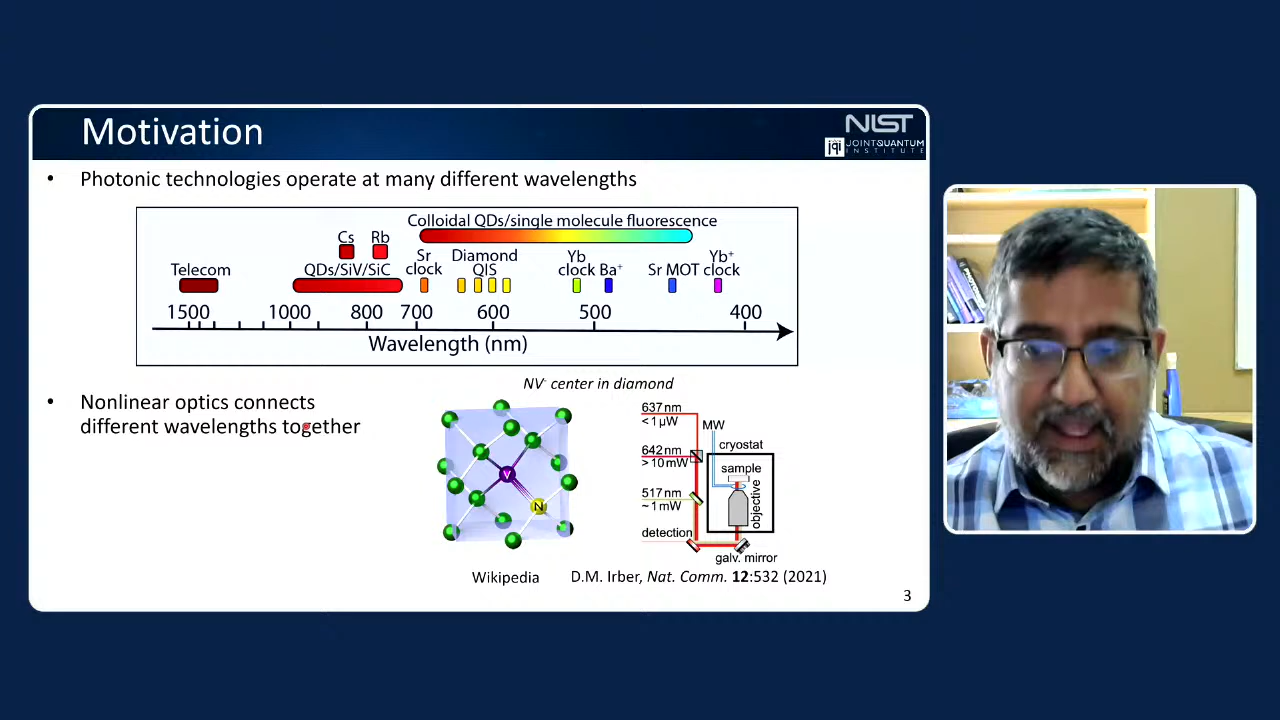 Motivation
NIST
jqi JOINT QUANTUM
INSTITUTE
• Photonic technologies operate at many different wavelengths
Colloidal QDs/single molecule fluorescence
Cs Rb
Telecom QDs/SiV/SiC Sr clock Diamond QIS Yb clock Ba⁺ Sr MOT Yb⁺ clock
1500 1000 800 700 600 500 400
Wavelength (nm)
• Nonlinear optics connects
different wavelengths together
NV⁻ center in diamond
V
N
Wikipedia
637 nm
< 1 µW
MW
642 nm
> 10 mW
517 nm
~ 1 mW
detection
cryostat
sample
objective
galv. mirror
D.M. Irber, Nat. Comm. 12:532 (2021)
3